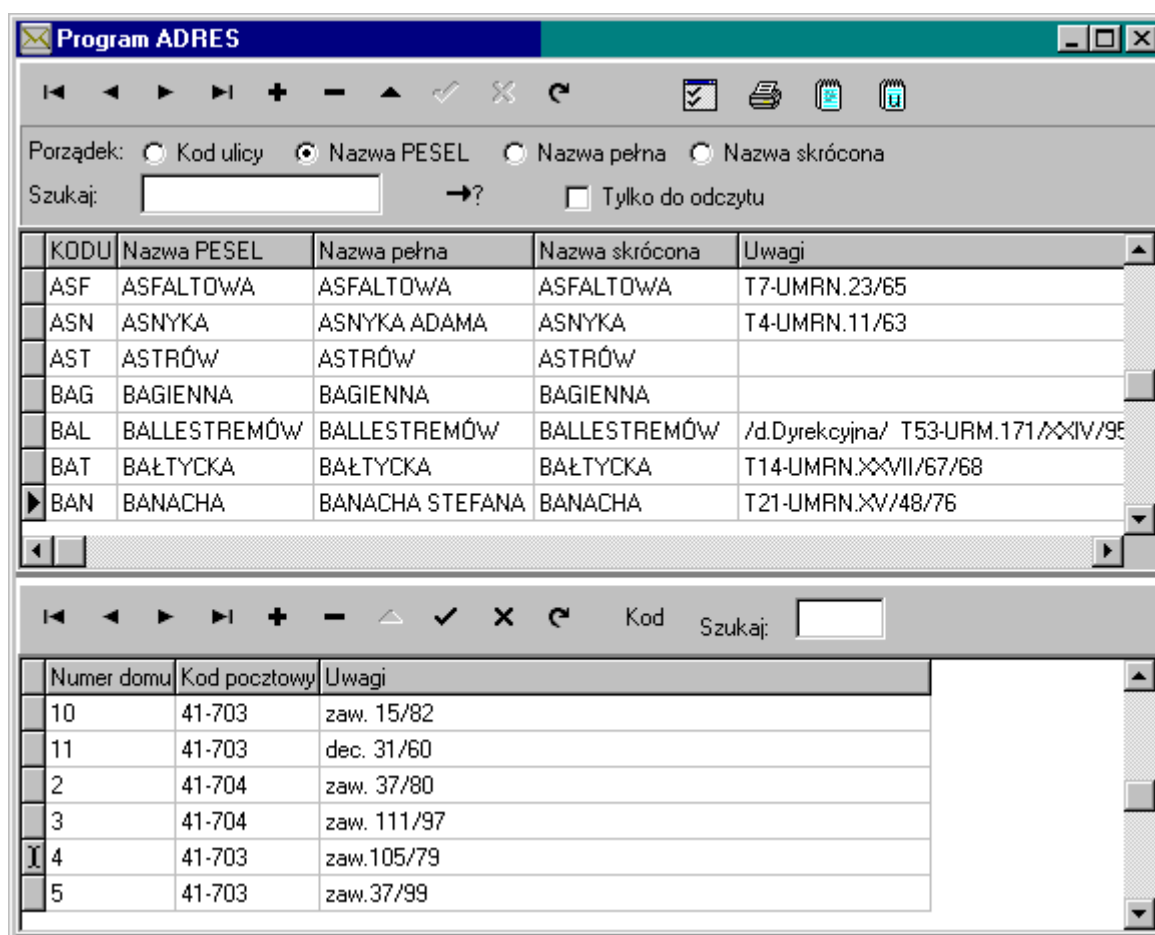 Program ADRES
Porządek: Kod ulicy Nazwa PESEL Nazwa pełna Nazwa skrócona
Szukaj: ? Tylko do odczytu
KODU Nazwa PESEL Nazwa pełna Nazwa skrócona Uwagi
ASF ASFALTOWA ASFALTOWA ASFALTOWA T7-UMRN.23/65
ASN ASNYKA ASNYKA ADAMA ASNYKA T4-UMRN.11/63
AST ASTRÓW ASTRÓW ASTRÓW
BAG BAGIENNA BAGIENNA BAGIENNA
BAL BALLESTREMÓW BALLESTREMÓW BALLESTREMÓW /d.Dyrekcyjna/ T53-URM.171/XXIV/95
BAT BAŁTYCKA BAŁTYCKA BAŁTYCKA T14-UMRN.XXVII/67/68
BAN BANACHA BANACHA STEFANA BANACHA T21-UMRN.XV/48/76
Kod Szukaj:
Numer domu Kod pocztowy Uwagi
10 41-703 zaw. 15/82
11 41-703 dec. 31/60
2 41-704 zaw. 37/80
3 41-704 zaw. 111/97
4 41-703 zaw.105/79
5 41-703 zaw.37/99